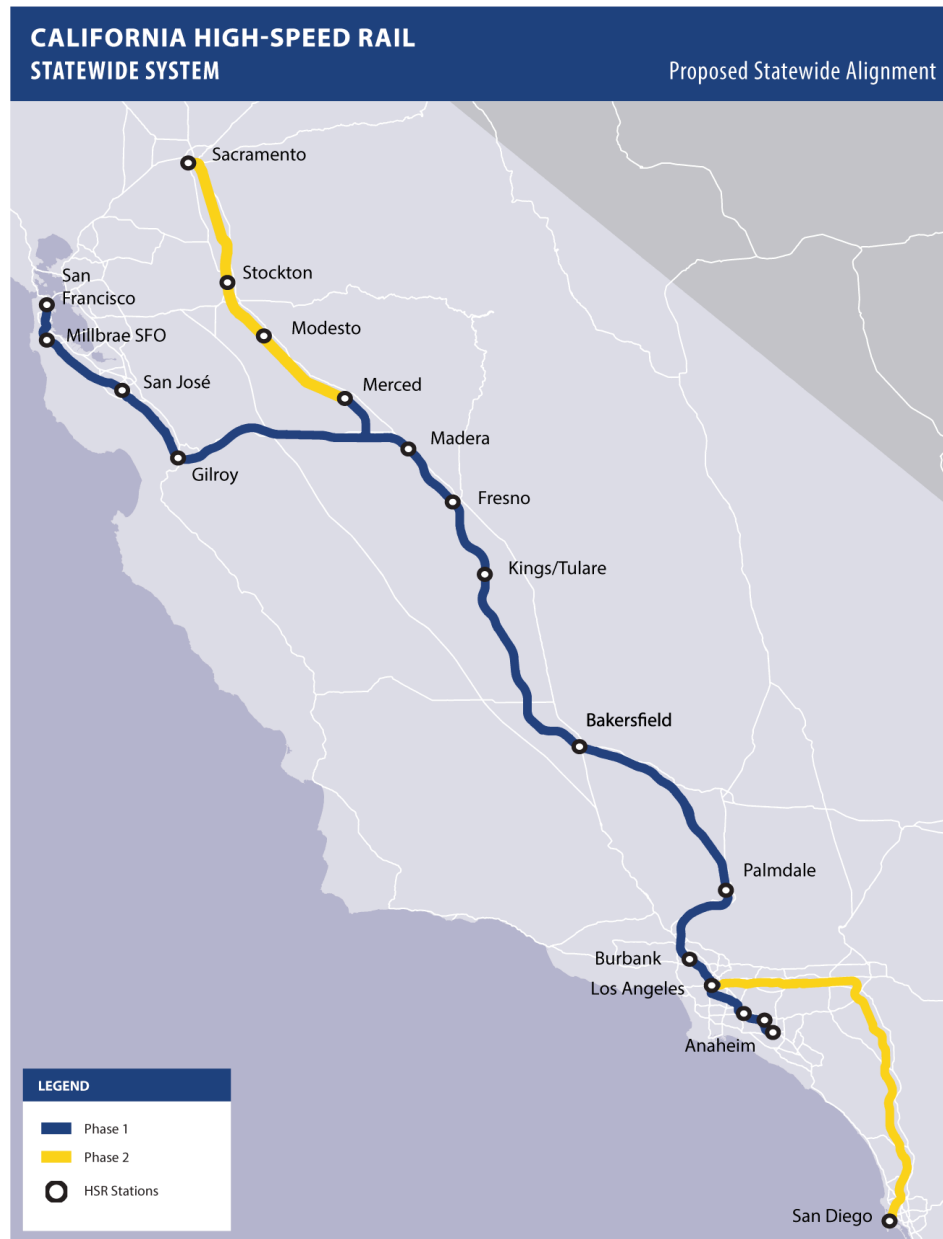 CALIFORNIA HIGH-SPEED RAIL
STATEWIDE SYSTEM
Proposed Statewide Alignment
Sacramento
Stockton
San
Francisco
Modesto
Millbrae SFO
San José
Merced
Madera
Gilroy
Fresno
Kings/Tulare
Bakersfield
Palmdale
Burbank
Los Angeles
Anaheim
San Diego
LEGEND
Phase 1
Phase 2
HSR Stations